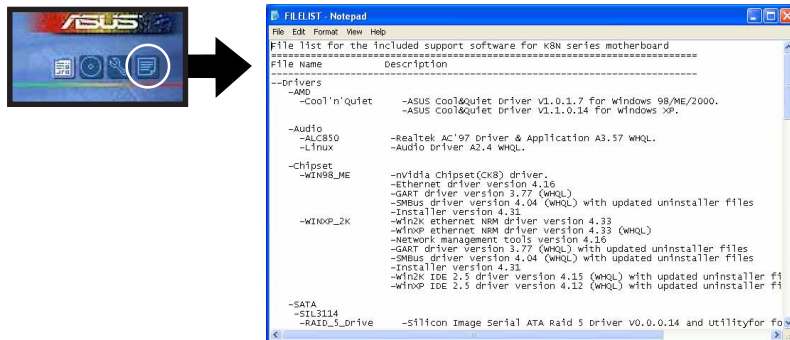 ASUS
FILELIST - Notepad
File Edit Format View Help
File list for the included support software for K8N series motherboard
===========================================================================
File Name Description
---------------------------------------------------------------------------
--Drivers
-AMD
-Cool'n'Quiet -ASUS Cool&Quiet Driver V1.0.1.7 for Windows 98/ME/2000.
-ASUS Cool&Quiet Driver V1.1.0.14 for Windows XP.
-Audio
-ALC850 -Realtek AC'97 Driver & Application A3.57 WHQL.
-Linux -Audio Driver A2.4 WHQL.
-Chipset
-WIN98_ME -nVidia Chipset(CK8) driver.
-Ethernet driver version 4.16
-GART driver version 3.77 (WHQL)
-SMBus driver version 4.04 (WHQL) with updated uninstaller files
-Installer version 4.31
-WINXP_2K -Win2K ethernet NRM driver version 4.33
-WinXP ethernet NRM driver version 4.33 (WHQL)
-Network management tools version 4.16
-GART driver version 3.77 (WHQL) with updated uninstaller files
-SMBus driver version 4.04 (WHQL) with updated uninstaller files
-Installer version 4.31
-Win2K IDE 2.5 driver version 4.15 (WHQL) with updated uninstaller fi
-WinXP IDE 2.5 driver version 4.12 (WHQL) with updated uninstaller fi
-SATA
-SIL3114
-RAID_5_Drive -Silicon Image Serial ATA Raid 5 Driver V0.0.0.14 and Utilityfor fo